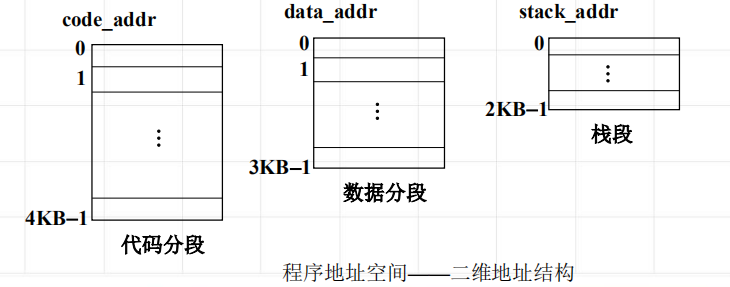 code_addr
0
1
⋮
4KB−1
代码分段
data_addr
0
1
⋮
3KB−1
数据分段
stack_addr
0
⋮
2KB−1
栈段
程序地址空间——二维地址结构